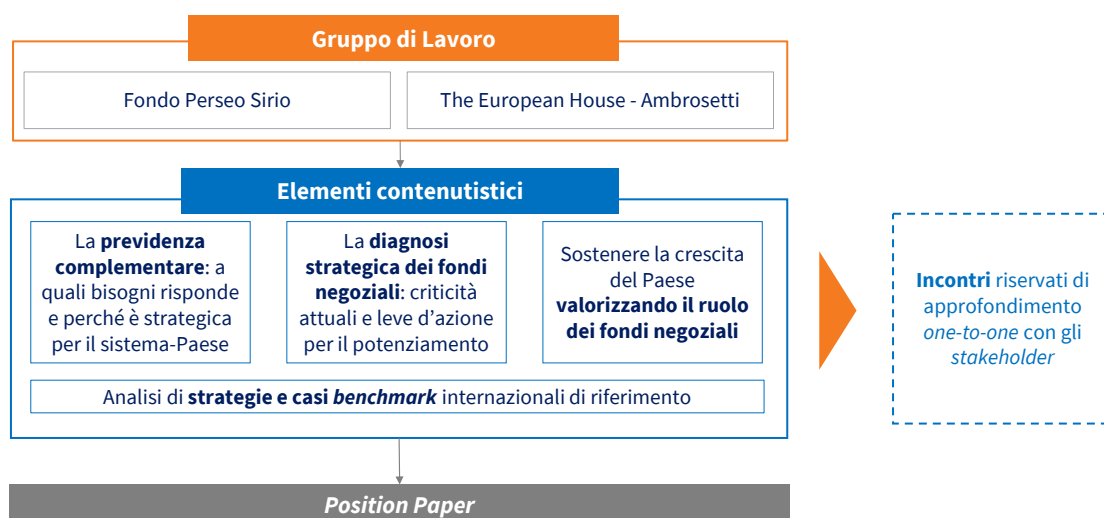 Gruppo di Lavoro
Fondo Perseo Sirio
The European House - Ambrosetti
Elementi contenutistici
La previdenza
complementare: a
quali bisogni risponde
e perché è strategica
per il sistema-Paese
La diagnosi
strategica dei fondi
negoziali: criticità
attuali e leve d’azione
per il potenziamento
Sostenere la crescita
del Paese
valorizzando il ruolo
dei fondi negoziali
Analisi di strategie e casi benchmark internazionali di riferimento
Incontri riservati di
approfondimento
one-to-one con gli
stakeholder
Position Paper